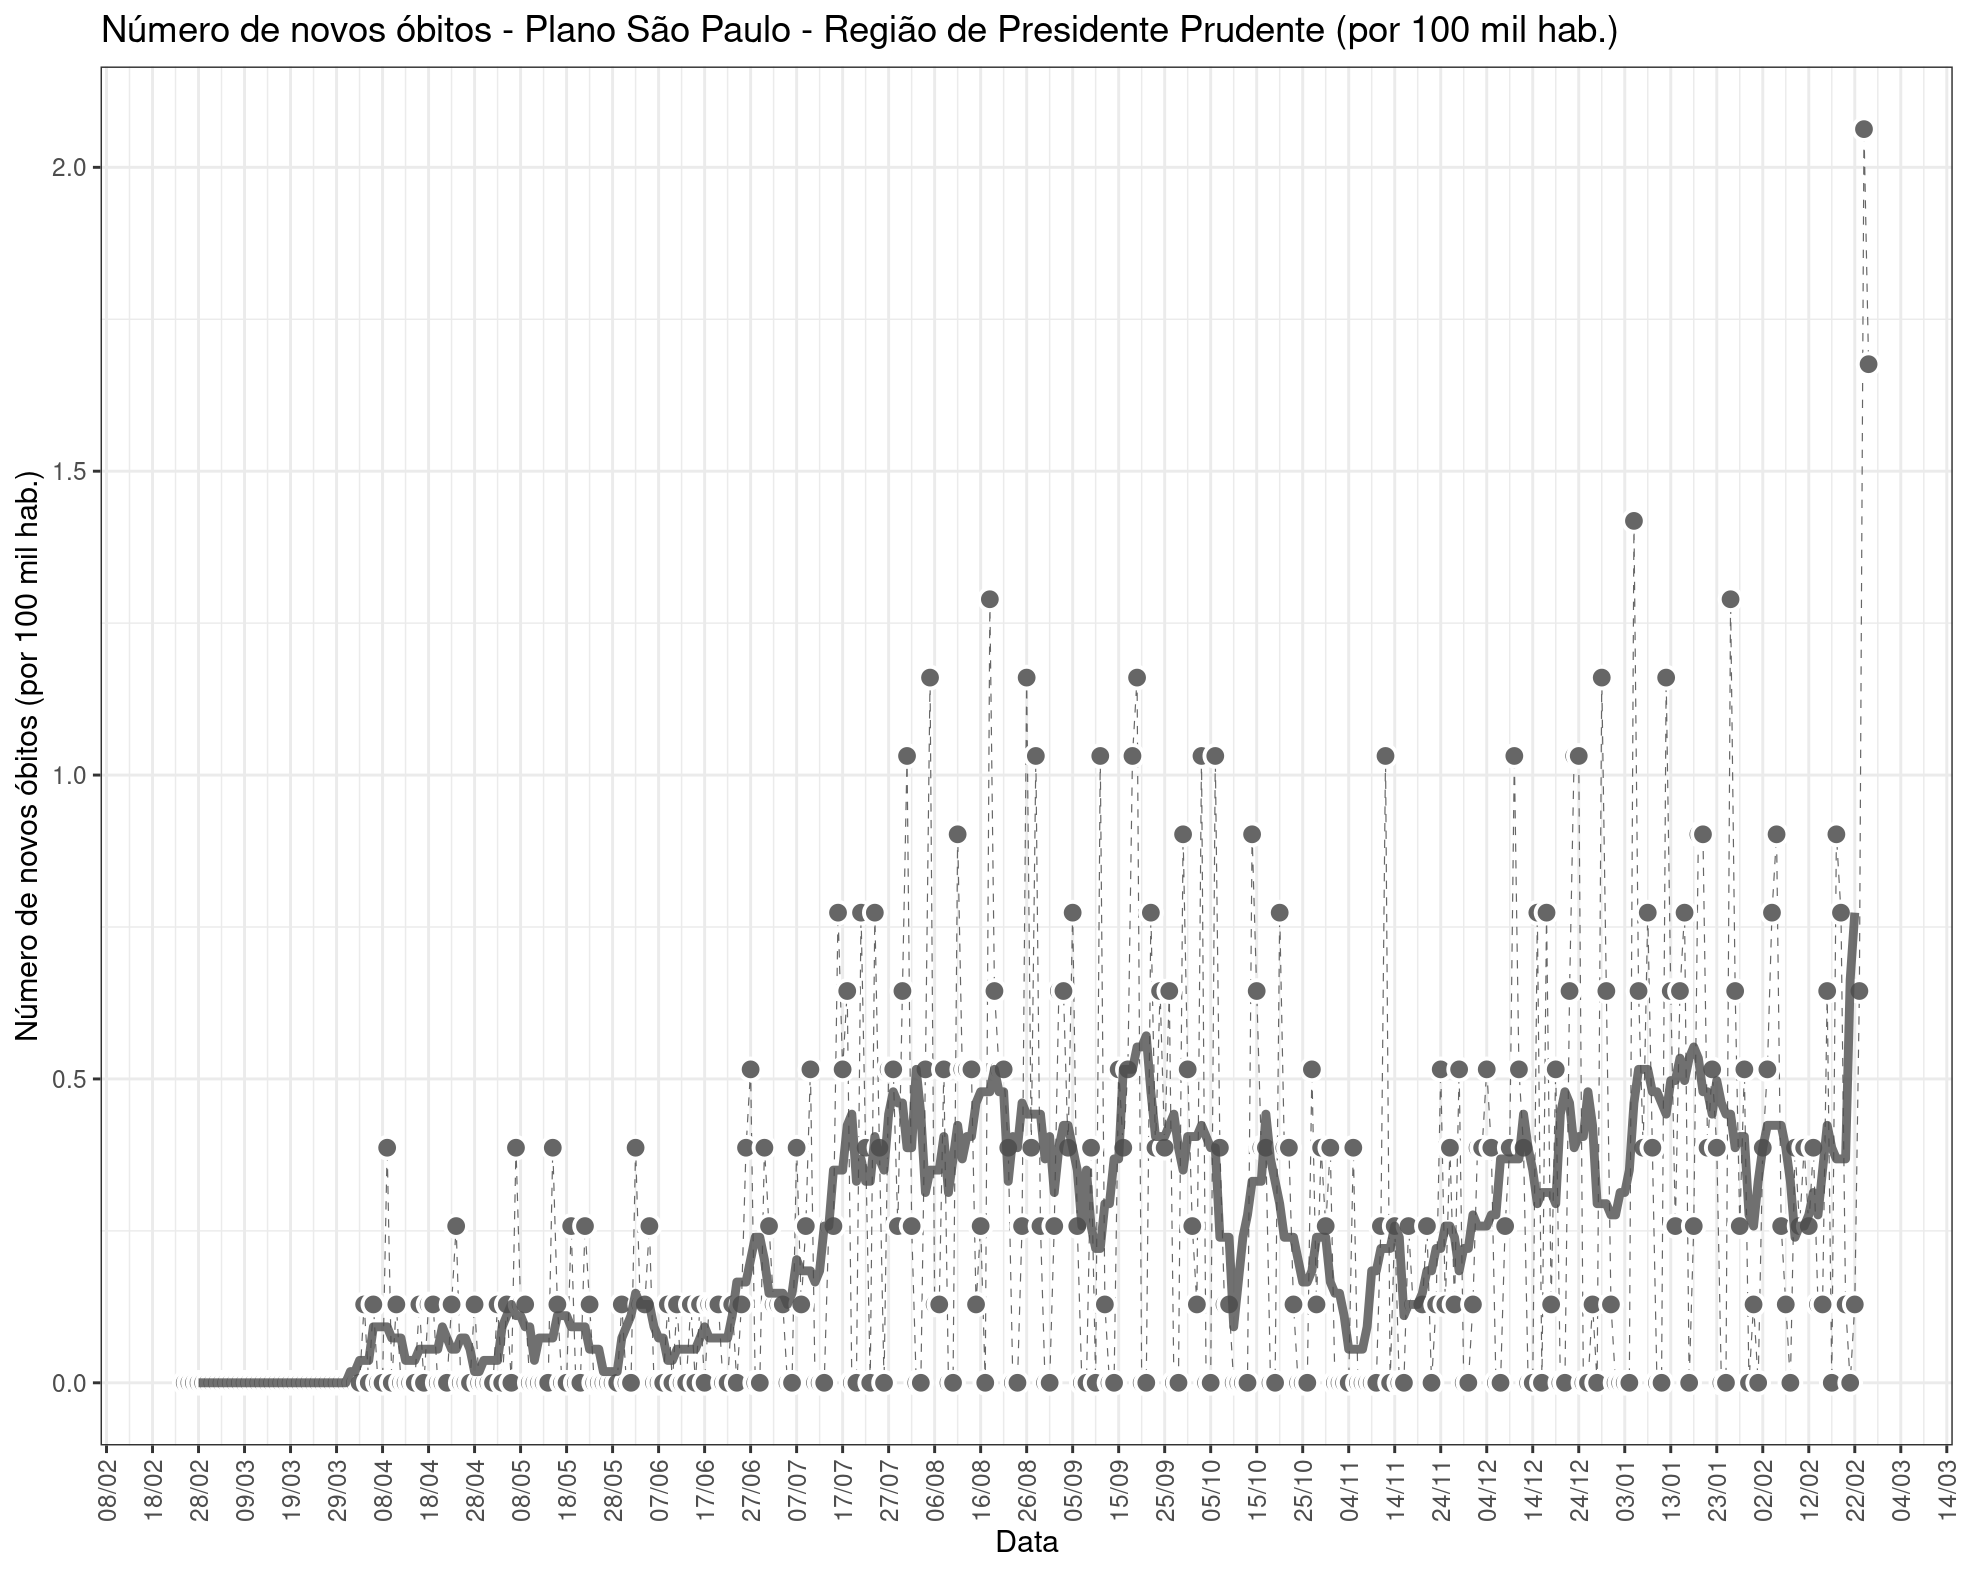 Número de novos óbitos - Plano São Paulo - Região de Presidente Prudente (por 100 mil hab.)
Número de novos óbitos (por 100 mil hab.)
2.0
1.5
1.0
0.5
0.0
08/02 18/02 28/02 09/03 19/03 29/03 08/04 18/04 28/04 08/05 18/05 28/05 07/06 17/06 27/06 07/07 17/07 27/07 06/08 16/08 26/08 05/09 15/09 25/09 05/10 15/10 25/10 04/11 14/11 24/11 04/12 14/12 24/12 03/01 13/01 23/01 02/02 12/02 22/02 04/03 14/03
Data